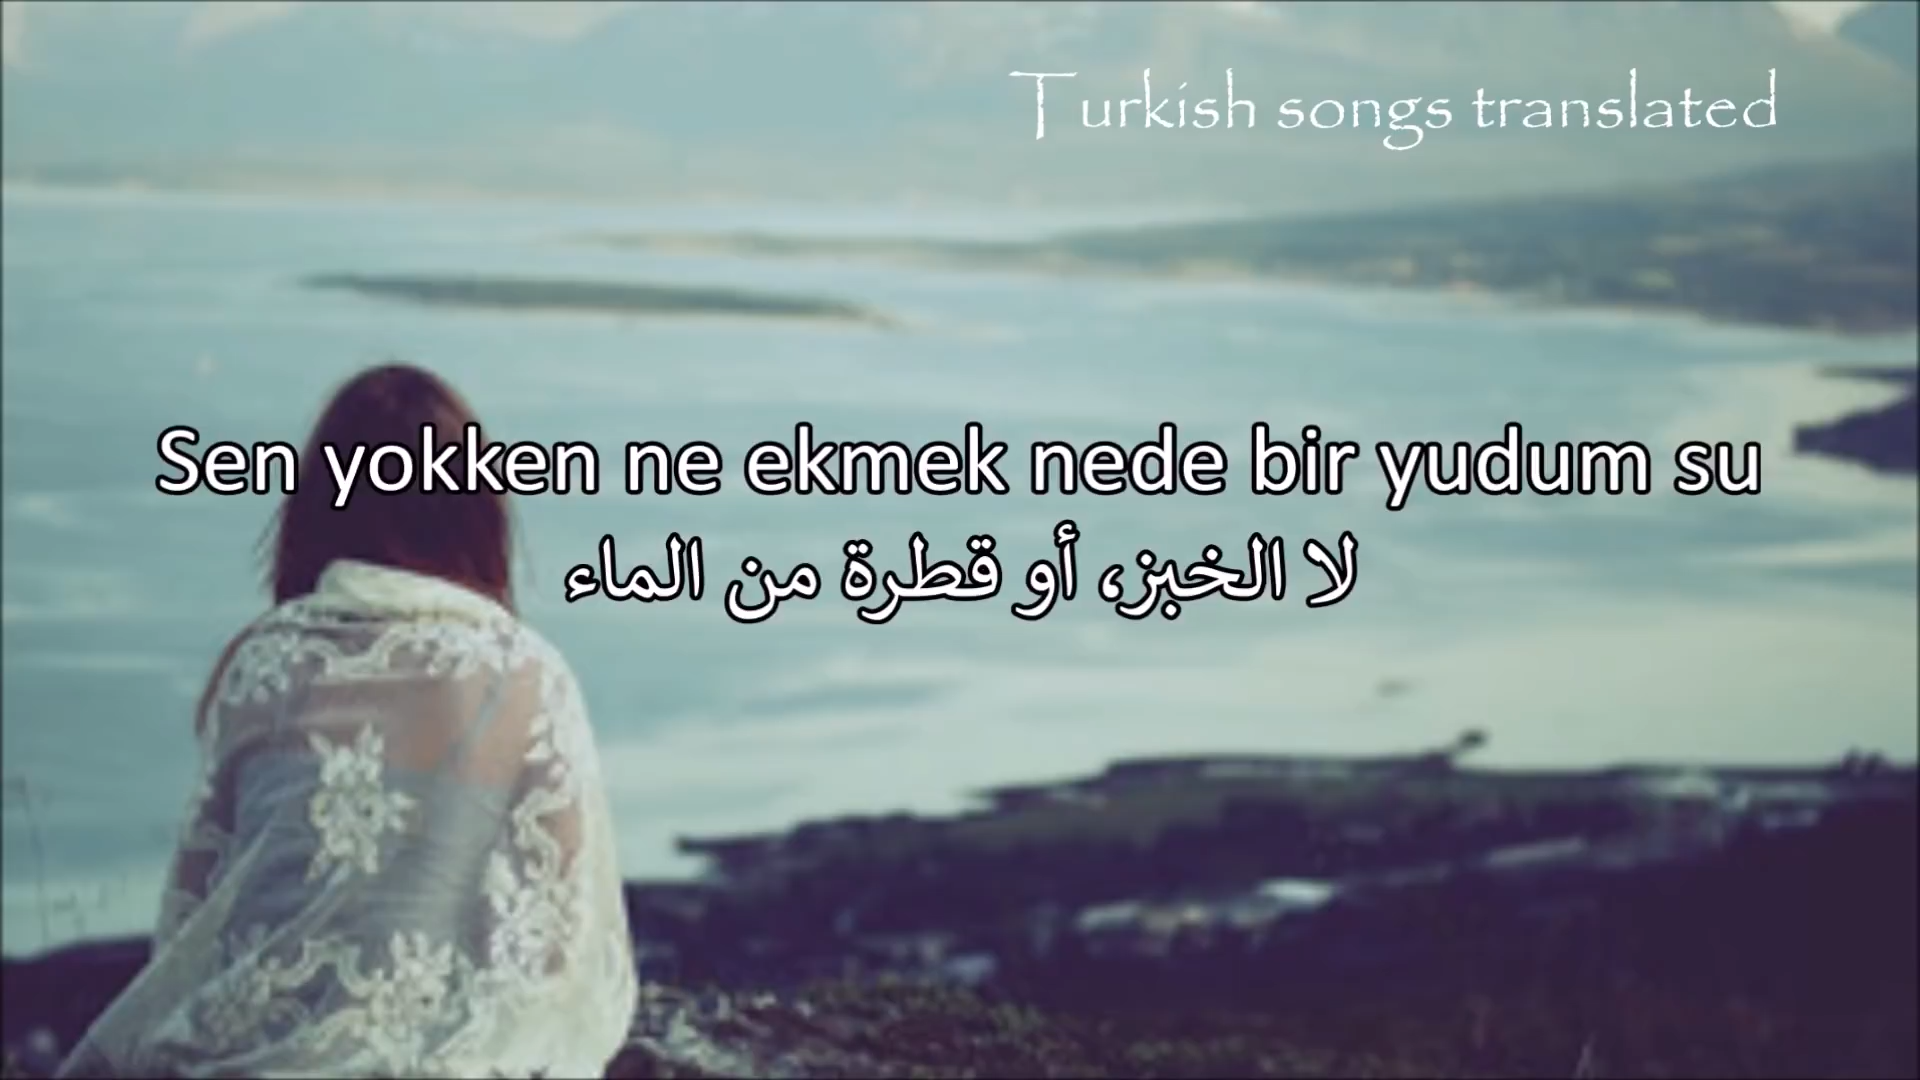 Turkish songs translated
Sen yokken ne ekmek nede bir yudum su
لا الخبز، أو قطرة من الماء